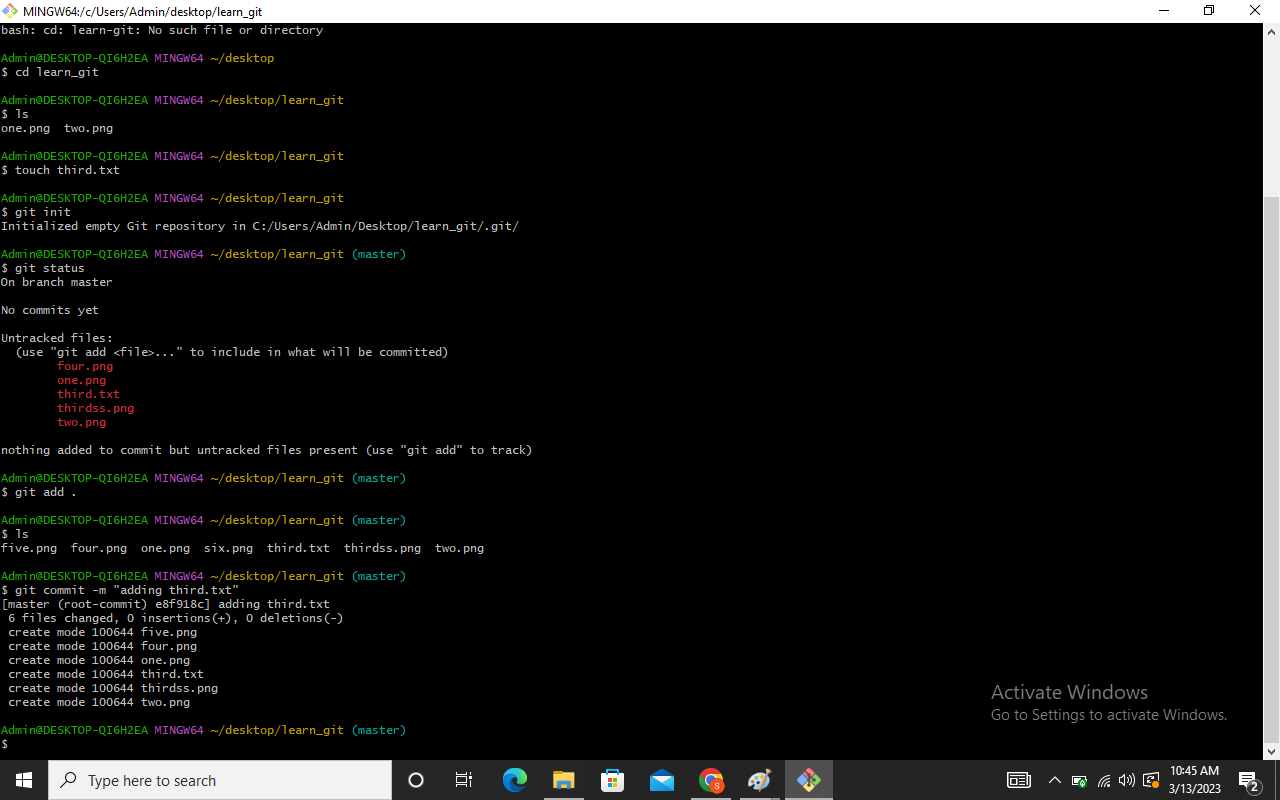 MINGW64:/c/Users/Admin/desktop/learn_git
bash: cd: learn-git: No such file or directory
Admin@DESKTOP-QI6H2EA MINGW64 ~/desktop
$ cd learn_git
Admin@DESKTOP-QI6H2EA MINGW64 ~/desktop/learn_git
$ ls
one.png  two.png
Admin@DESKTOP-QI6H2EA MINGW64 ~/desktop/learn_git
$ touch third.txt
Admin@DESKTOP-QI6H2EA MINGW64 ~/desktop/learn_git
$ git init
Initialized empty Git repository in C:/Users/Admin/Desktop/learn_git/.git/
Admin@DESKTOP-QI6H2EA MINGW64 ~/desktop/learn_git (master)
$ git status
On branch master
No commits yet
Untracked files:
  (use "git add <file>..." to include in what will be committed)
        four.png
        one.png
        third.txt
        thirdss.png
        two.png
nothing added to commit but untracked files present (use "git add" to track)
Admin@DESKTOP-QI6H2EA MINGW64 ~/desktop/learn_git (master)
$ git add .
Admin@DESKTOP-QI6H2EA MINGW64 ~/desktop/learn_git (master)
$ ls
five.png  four.png  one.png  six.png  third.txt  thirdss.png  two.png
Admin@DESKTOP-QI6H2EA MINGW64 ~/desktop/learn_git (master)
$ git commit -m "adding third.txt"
[master (root-commit) e8f918c] adding third.txt
 6 files changed, 0 insertions(+), 0 deletions(-)
 create mode 100644 five.png
 create mode 100644 four.png
 create mode 100644 one.png
 create mode 100644 third.txt
 create mode 100644 thirdss.png
 create mode 100644 two.png
Admin@DESKTOP-QI6H2EA MINGW64 ~/desktop/learn_git (master)
$
Activate Windows
Go to Settings to activate Windows.
Type here to search
S
10:45 AM
3/13/2023
2